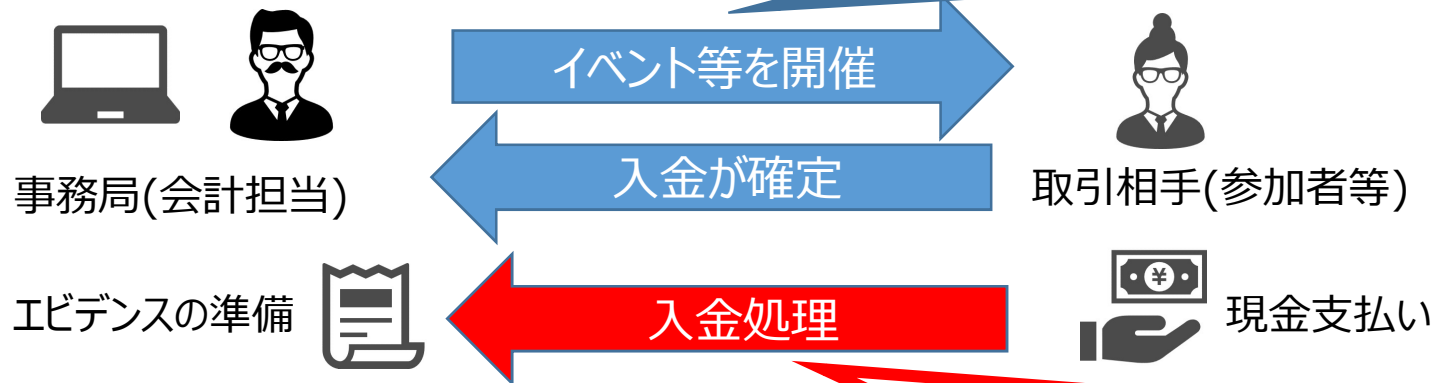 イベント等を開催
入金が確定
事務局(会計担当)
取引相手(参加者等)
エビデンスの準備
入金処理
¥
現金支払い